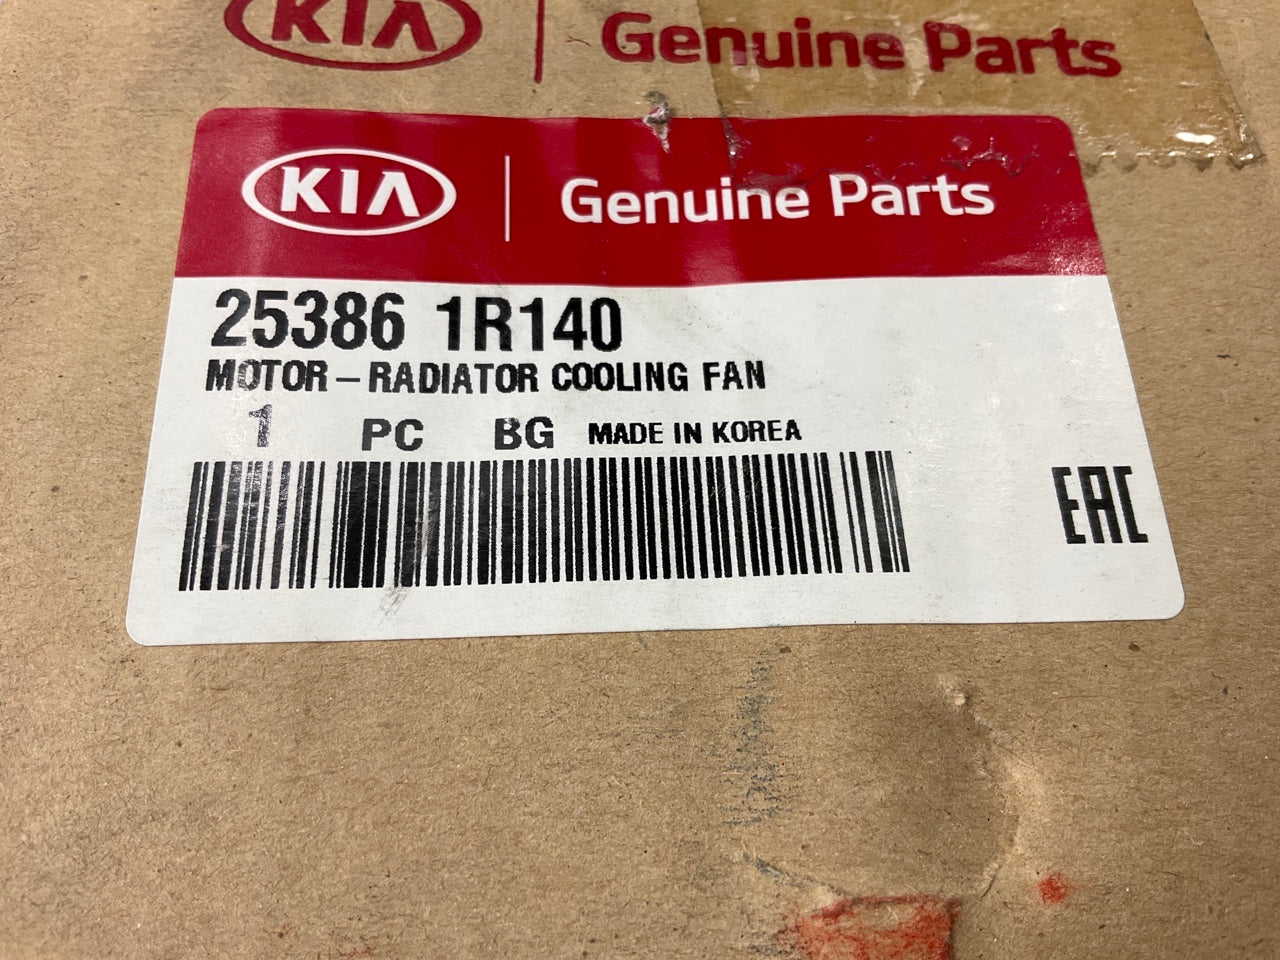 KIA Genuine Parts
KIA Genuine Parts
25386 1R140
MOTOR – RADIATOR COOLING FAN
1 PC BG MADE IN KOREA
EAC